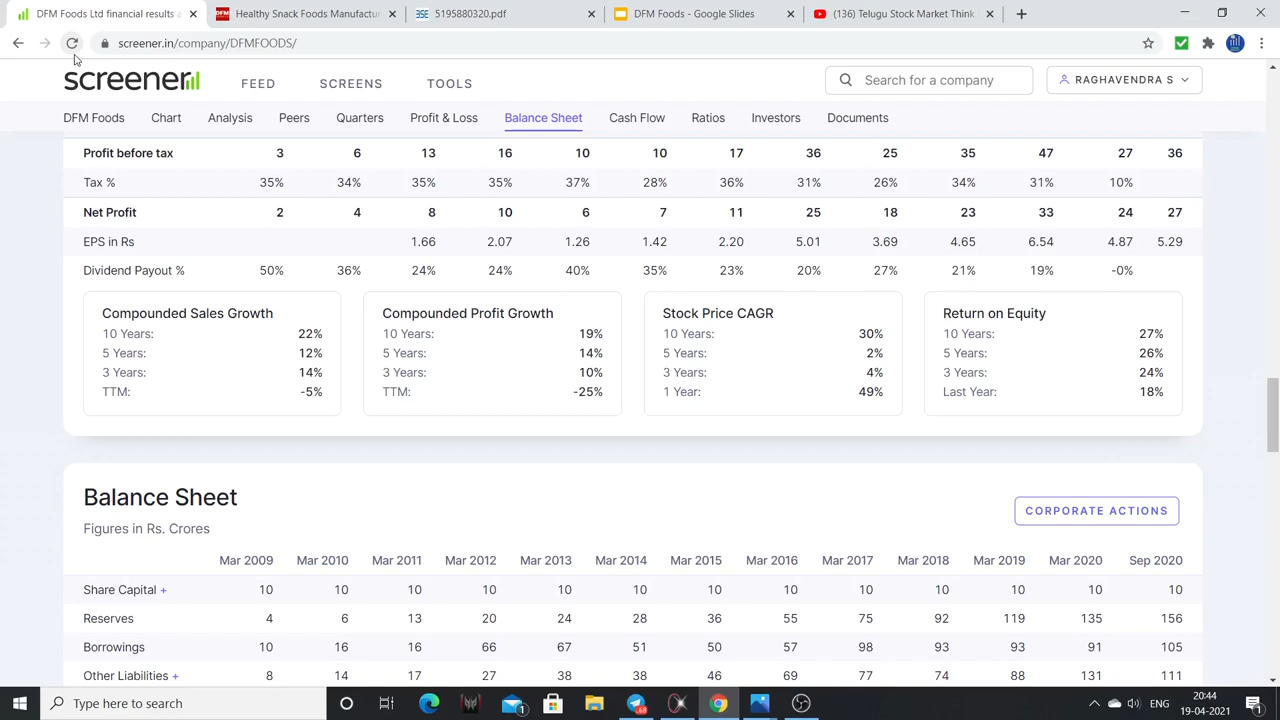 DFM Foods Ltd financial results a
Healthy Snack Foods Manufactur
5195880320.pdf
DFM Foods - Google Slides
(136) Telugu Stock Market Think
screener.in/company/DFMFOODS/
screener
FEED SCREENS TOOLS
Search for a company
RAGHAVENDRA S
DFM Foods Chart Analysis Peers Quarters Profit & Loss Balance Sheet Cash Flow Ratios Investors Documents
Profit before tax 3 6 13 16 10 10 17 36 25 35 47 27 36
Tax % 35% 34% 35% 35% 37% 28% 36% 31% 26% 34% 31% 10%
Net Profit 2 4 8 10 6 7 11 25 18 23 33 24 27
EPS in Rs 1.66 2.07 1.26 1.42 2.20 5.01 3.69 4.65 6.54 4.87 5.29
Dividend Payout % 50% 36% 24% 24% 40% 35% 23% 20% 27% 21% 19% -0%
Compounded Sales Growth
10 Years: 22%
5 Years: 12%
3 Years: 14%
TTM: -5%
Compounded Profit Growth
10 Years: 19%
5 Years: 14%
3 Years: 10%
TTM: -25%
Stock Price CAGR
10 Years: 30%
5 Years: 2%
3 Years: 4%
1 Year: 49%
Return on Equity
10 Years: 27%
5 Years: 26%
3 Years: 24%
Last Year: 18%
Balance Sheet
Figures in Rs. Crores
CORPORATE ACTIONS
Mar 2009 Mar 2010 Mar 2011 Mar 2012 Mar 2013 Mar 2014 Mar 2015 Mar 2016 Mar 2017 Mar 2018 Mar 2019 Mar 2020 Sep 2020
Share Capital + 10 10 10 10 10 10 10 10 10 10 10 10 10
Reserves 4 6 13 20 24 28 36 55 75 92 119 135 156
Borrowings 10 16 16 66 67 51 50 57 98 93 93 91 105
Other Liabilities + 8 14 17 27 38 38 46 69 77 74 88 131 111
Type here to search
ENG
20:44
19-04-2021